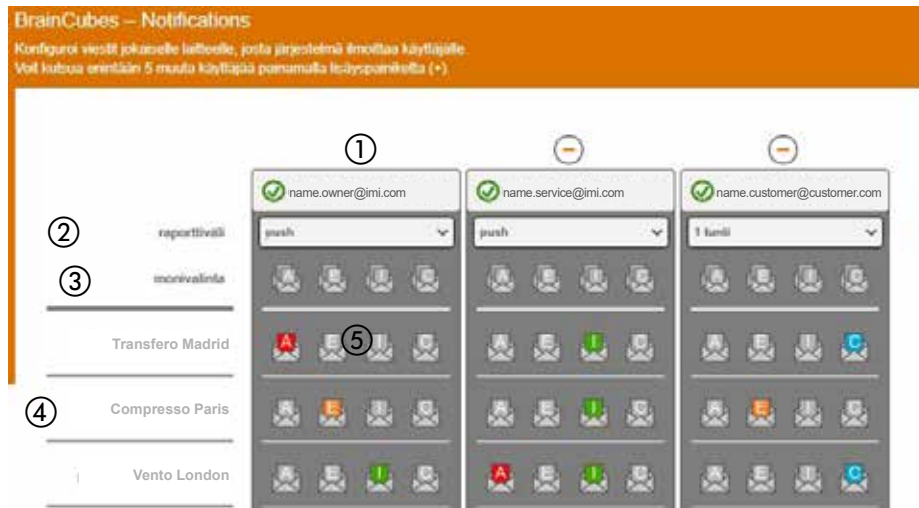 BrainCubes – Notifications
Konfiguroi viestit jokaiselle laitteelle, josta järjestelmä ilmoittaa käyttäjälle.
Voit kutsua enintään 5 muuta käyttäjää painamalla lisäyspainiketta (+)
①
name.owner@imi.com name.service@imi.com name.customer@customer.com
② raporttiväli push push 1 tunti
③ monivalinta A E I C A E I C A E I C
Transfero Madrid A E ⑤ I C A E I C A E I C
④ Compresso Paris A E I C A E I C A E I C
Vento London A E I C A E I C A E I C